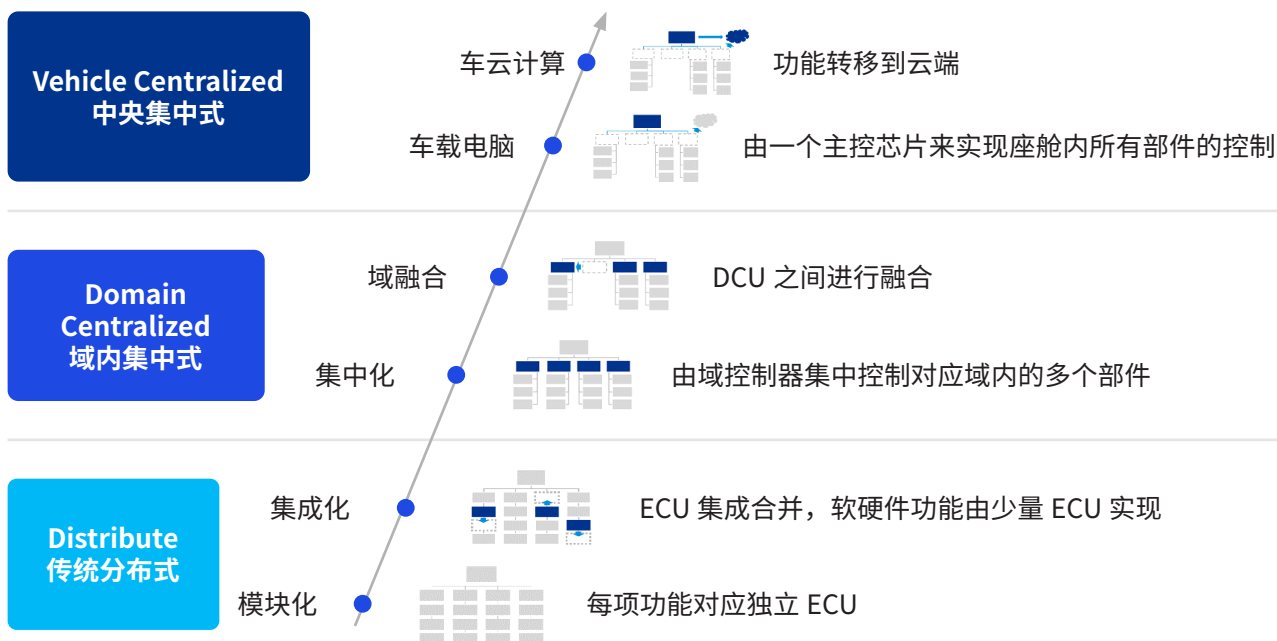 Vehicle Centralized
中央集中式
车云计算
功能转移到云端
车载电脑
由一个主控芯片来实现座舱内所有部件的控制
Domain
Centralized
域内集中式
域融合
DCU 之间进行融合
集中化
由域控制器集中控制对应域内的多个部件
Distribute
传统分布式
集成化
ECU 集成合并，软硬件功能由少量 ECU 实现
模块化
每项功能对应独立 ECU